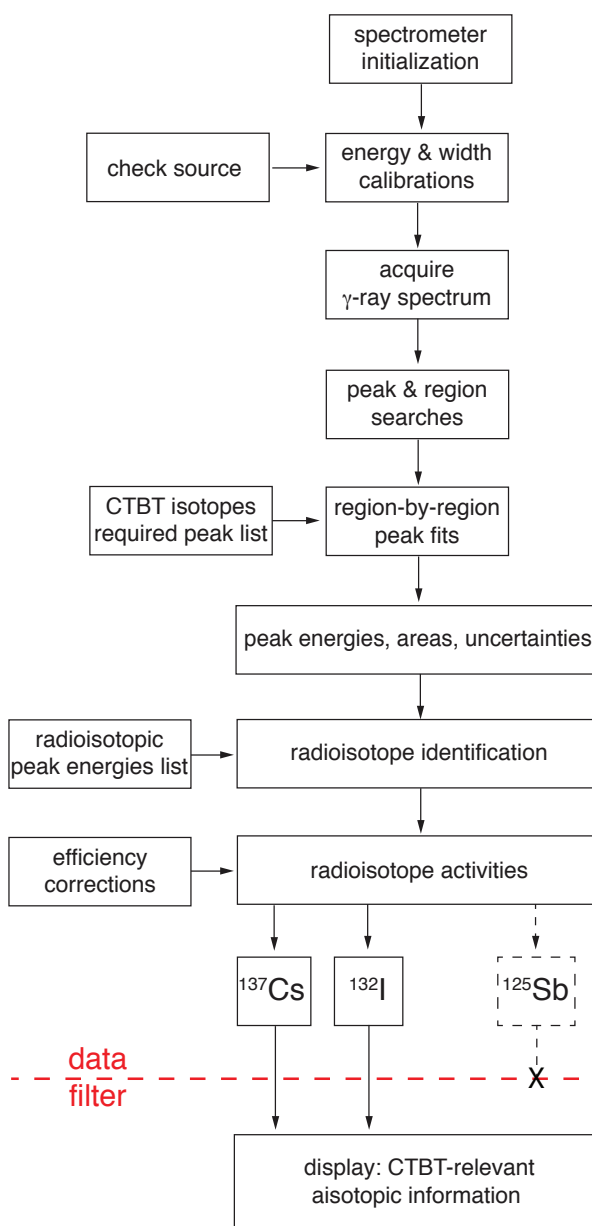 spectrometer
initialization
check source
energy & width
calibrations
acquire
γ-ray spectrum
peak & region
searches
CTBT isotopes
required peak list
region-by-region
peak fits
peak energies, areas, uncertainties
radioisotopic
peak energies list
radioisotope identification
efficiency
corrections
radioisotope activities
¹³⁷Cs
¹³²I
¹²⁵Sb
data
filter
X
display: CTBT-relevant
aisotopic information